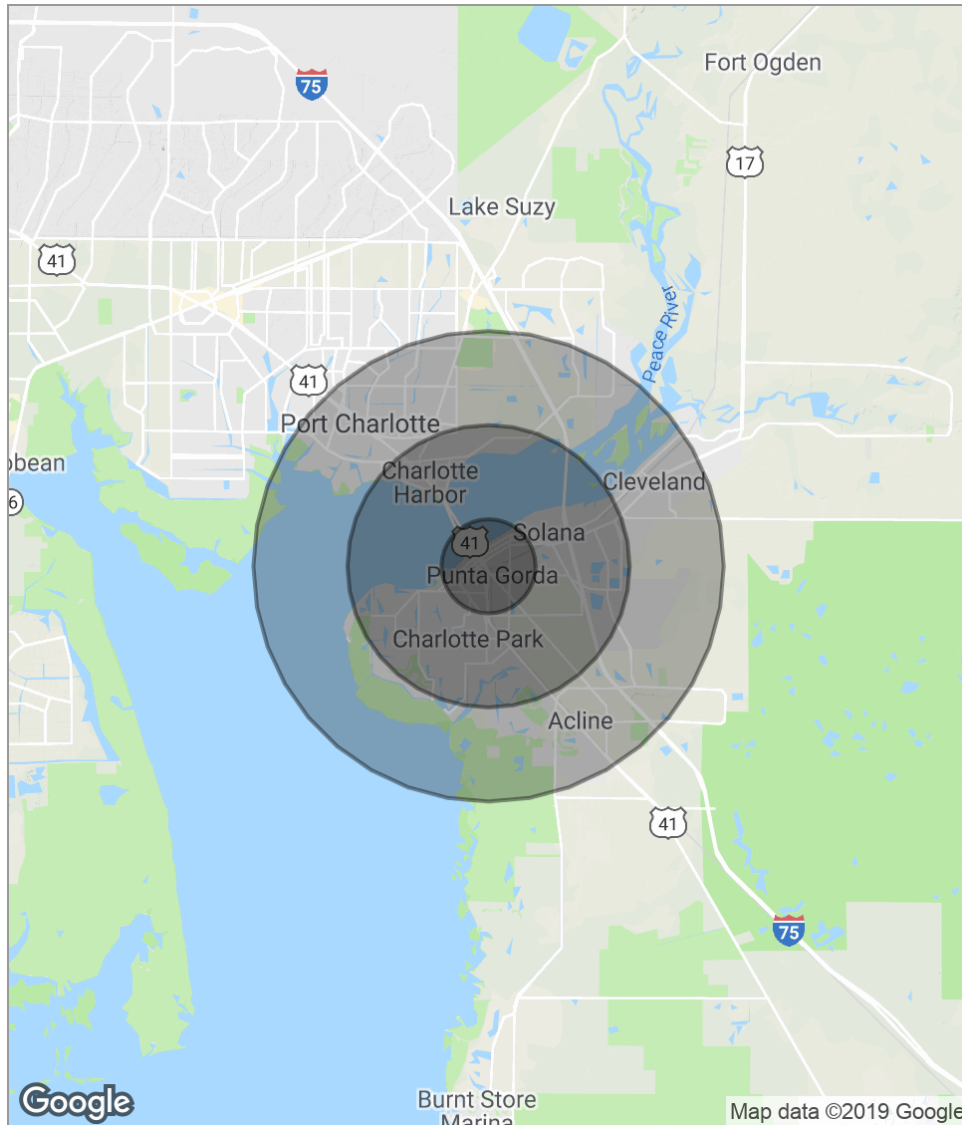 Fort Ogden
75
17
Lake Suzy
41
Peace River
41
Port Charlotte
obean
Charlotte
Harbor
Cleveland
6
Solana
41
Punta Gorda
Charlotte Park
Acline
41
75
Burnt Store
Marina
Google
Map data ©2019 Google